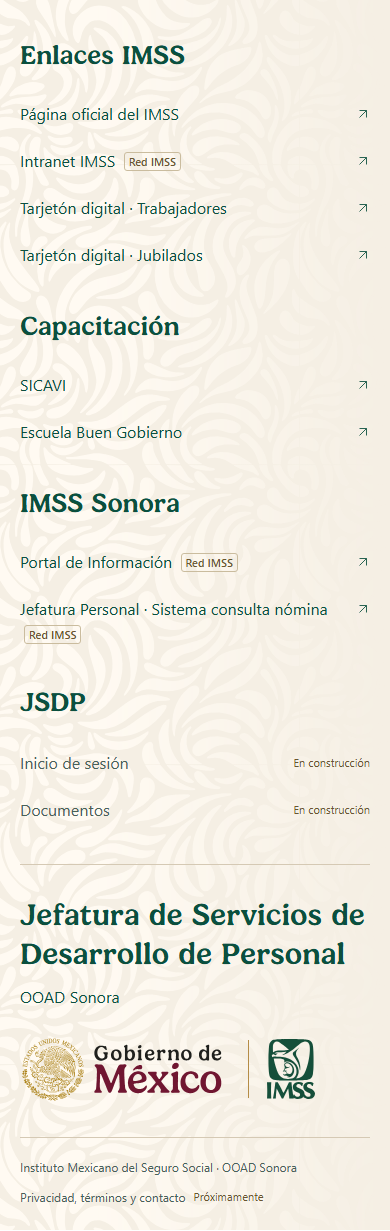 Enlaces IMSS
Página oficial del IMSS
Intranet IMSS Red IMSS
Tarjetón digital · Trabajadores
Tarjetón digital · Jubilados
Capacitación
SICAVI
Escuela Buen Gobierno
IMSS Sonora
Portal de Información Red IMSS
Jefatura Personal · Sistema consulta nómina
Red IMSS
JSDP
Inicio de sesión En construcción
Documentos En construcción
Jefatura de Servicios de
Desarrollo de Personal
OOAD Sonora
ESTADOS UNIDOS MEXICANOS
Gobierno de
México
IMSS
Instituto Mexicano del Seguro Social · OOAD Sonora
Privacidad, términos y contacto Próximamente